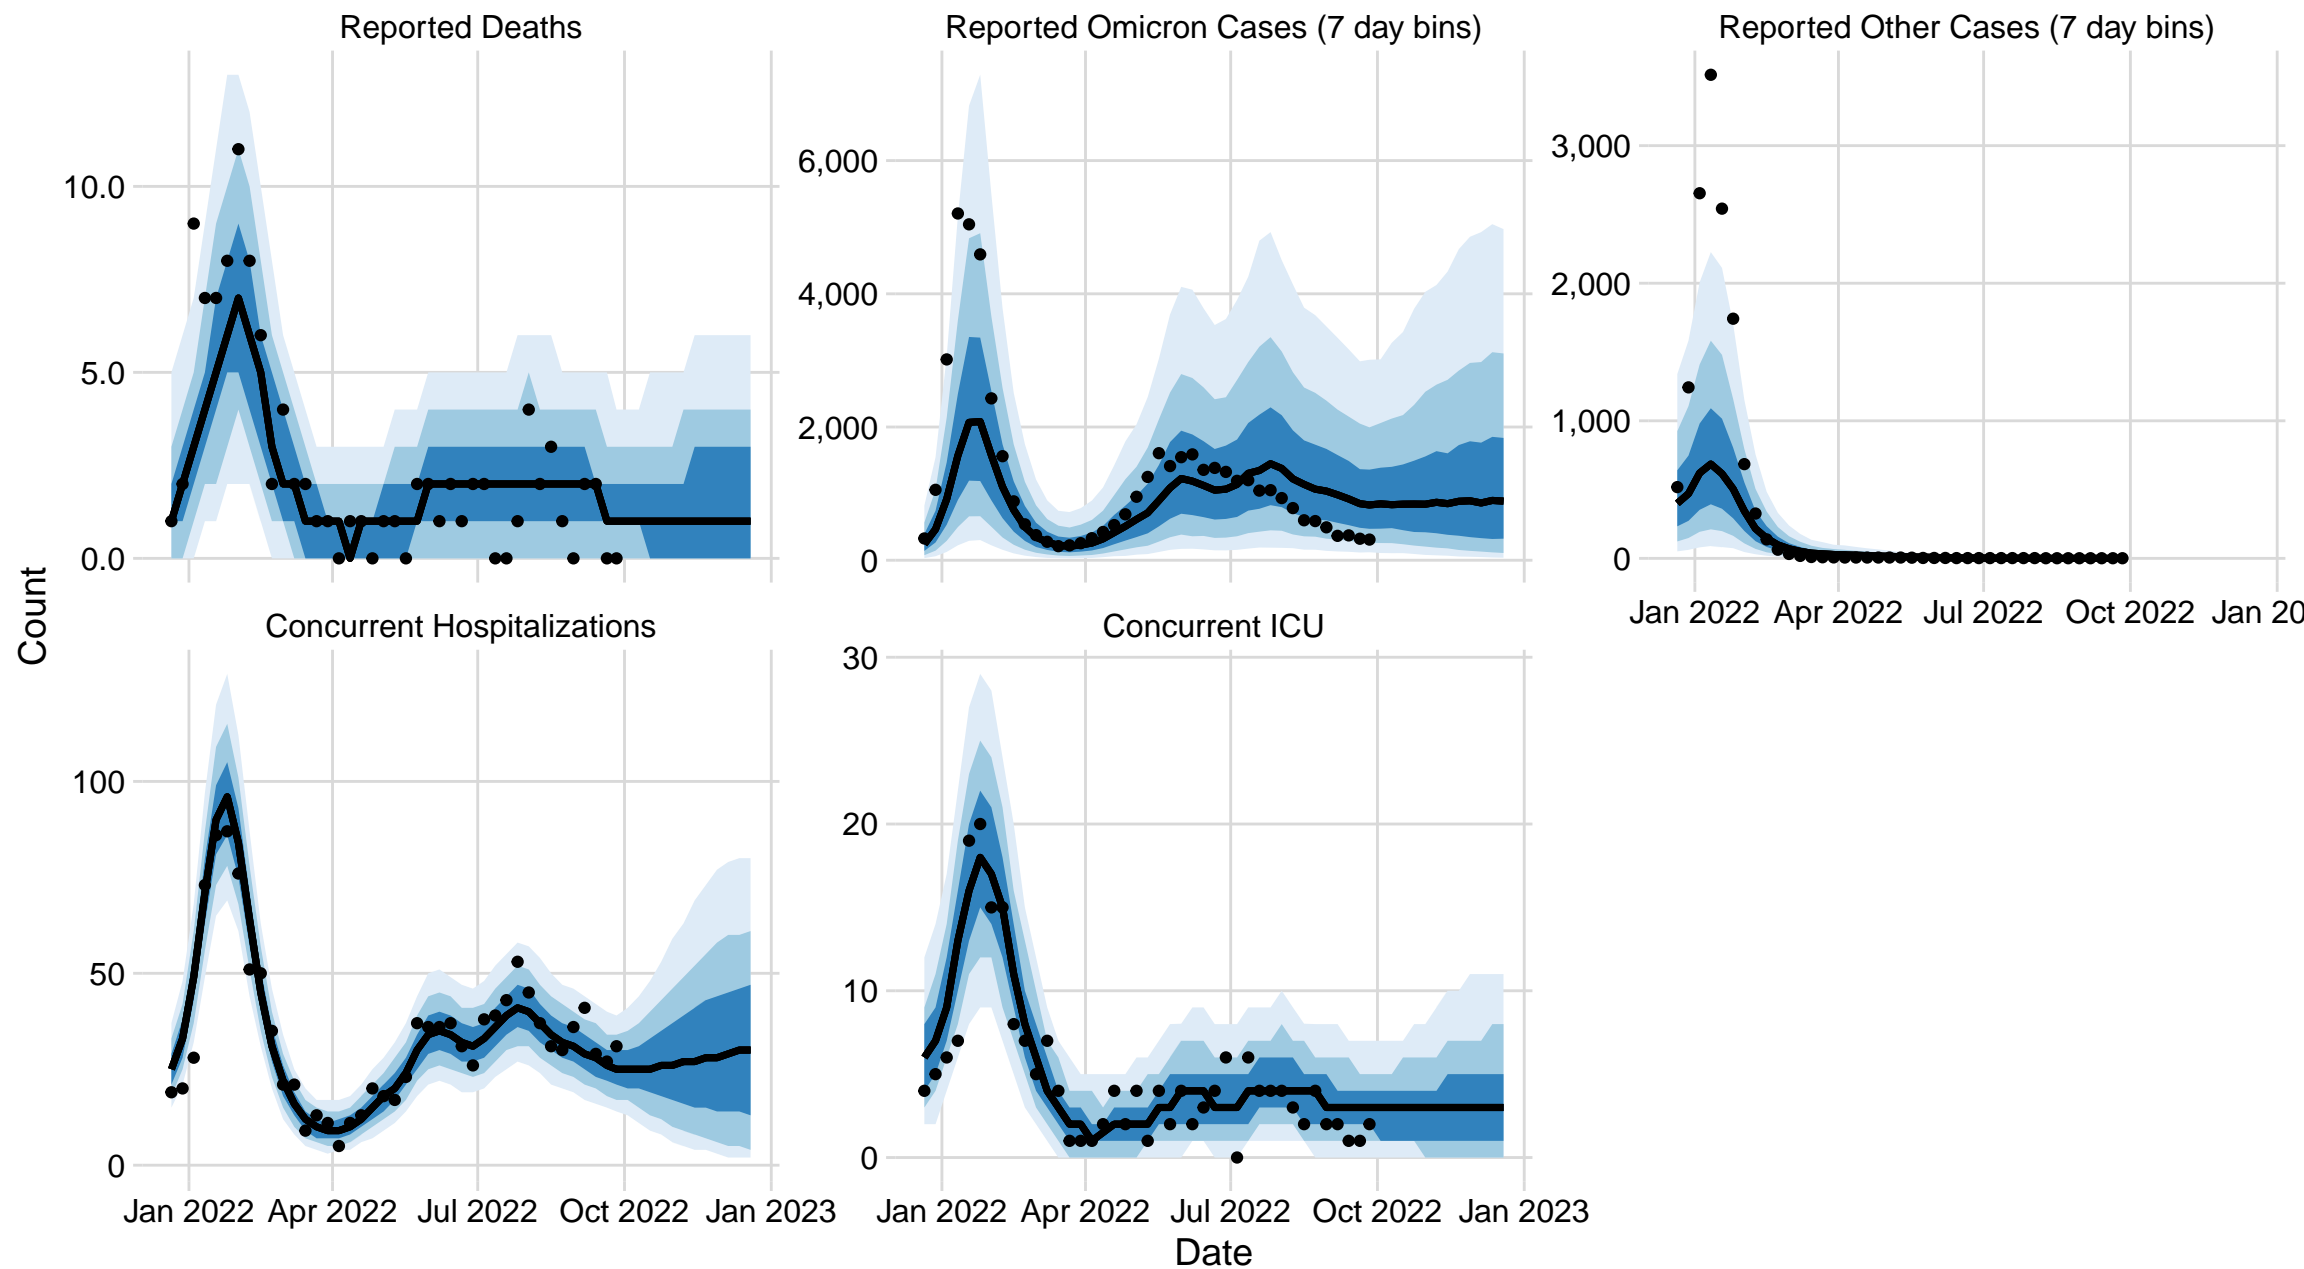 Reported Deaths
Reported Omicron Cases (7 day bins)
Reported Other Cases (7 day bins)
10.0
5.0
0.0
6,000
4,000
2,000
0
3,000
2,000
1,000
0
Jan 2022 Apr 2022 Jul 2022 Oct 2022 Jan 20
Count
Concurrent Hospitalizations
Concurrent ICU
100
50
0
30
20
10
0
Jan 2022 Apr 2022 Jul 2022 Oct 2022 Jan 2023
Jan 2022 Apr 2022 Jul 2022 Oct 2022 Jan 2023
Date